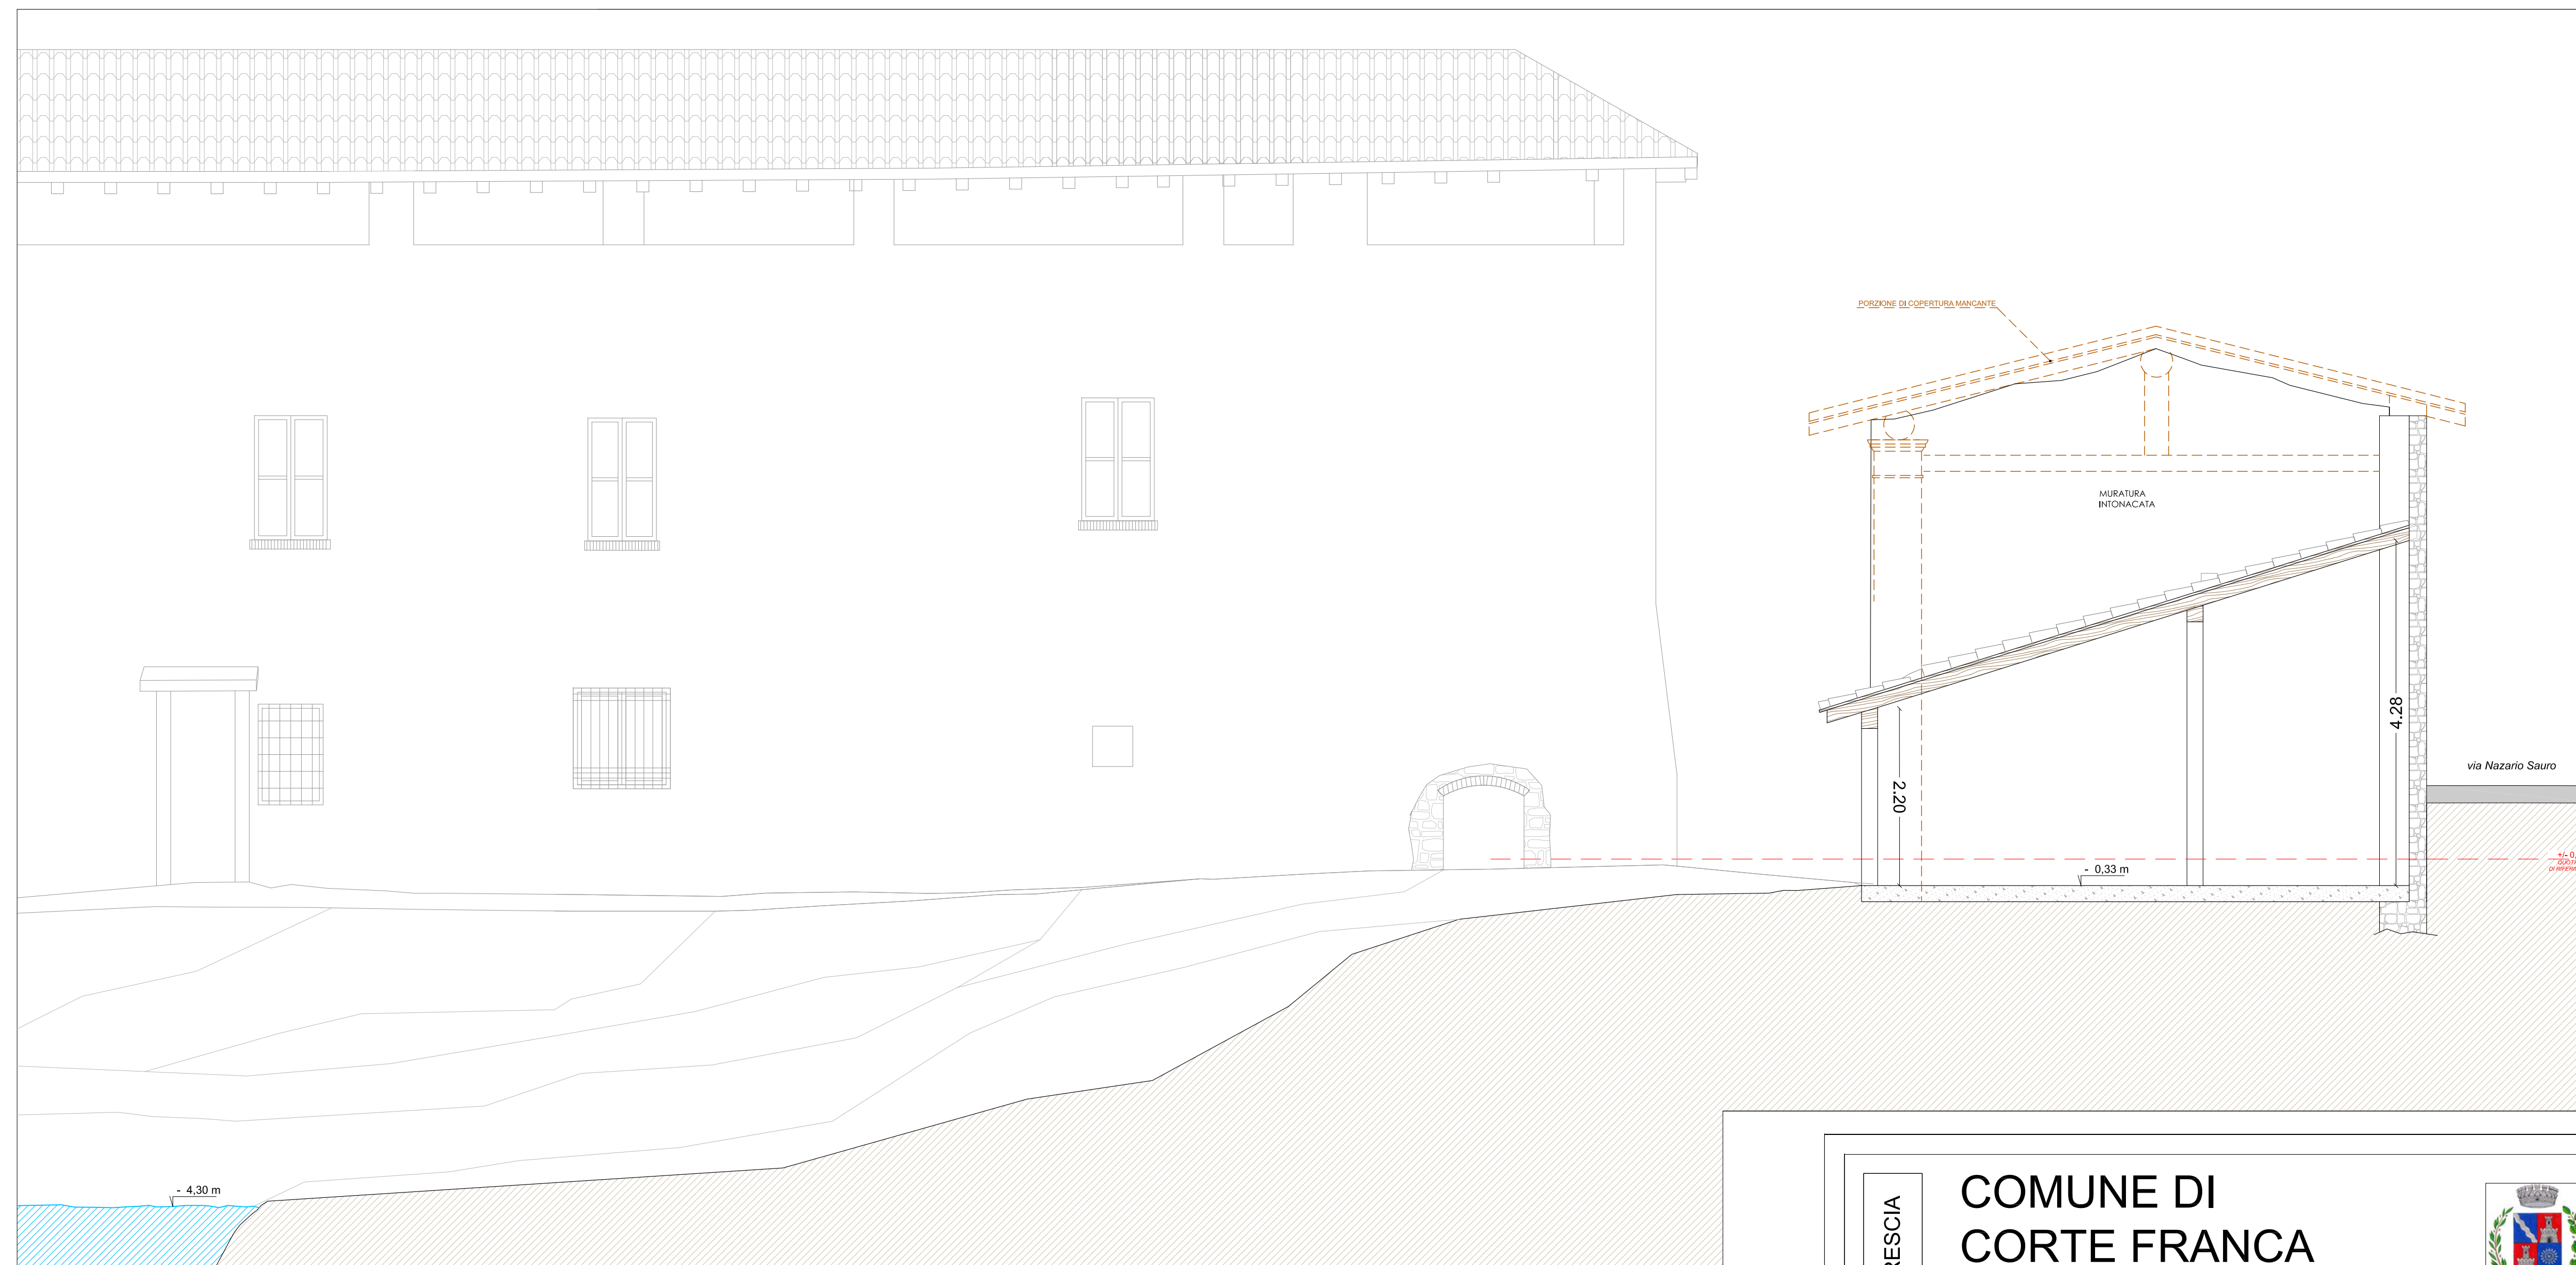 PORZIONE DI COPERTURA MANCANTE
MURATURA
INTONACATA
4.28
2.20
via Nazario Sauro
- 0,33 m
- 4,30 m
COMUNE DI
CORTE FRANCA